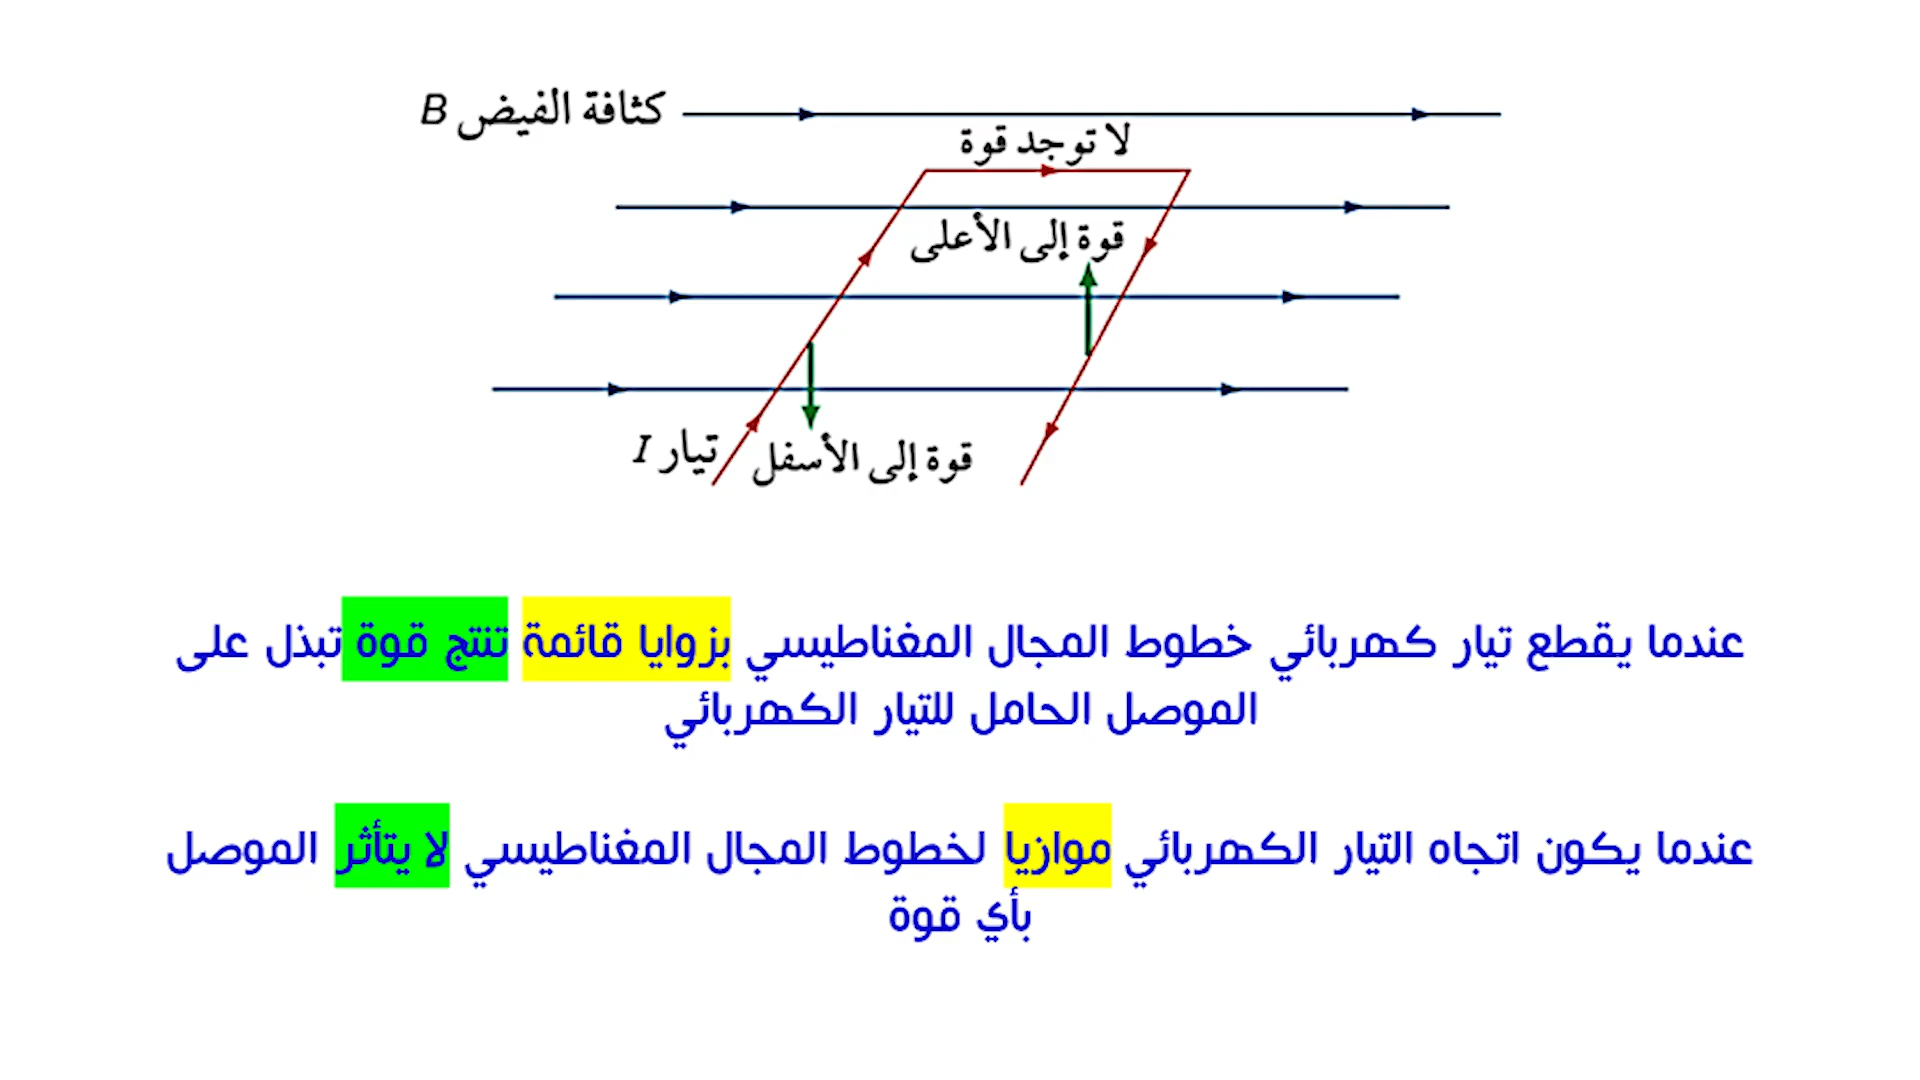 كثافة الفيض B
لا توجد قوة
قوة إلى الأعلى
تيار I
قوة إلى الأسفل
عندما يقطع تيار كهربائي خطوط المجال المغناطيسي بزوايا قائمة تنتج قوة تبذل على
الموصل الحامل للتيار الكهربائي
عندما يكون اتجاه التيار الكهربائي موازيا لخطوط المجال المغناطيسي لا يتأثر الموصل
بأي قوة